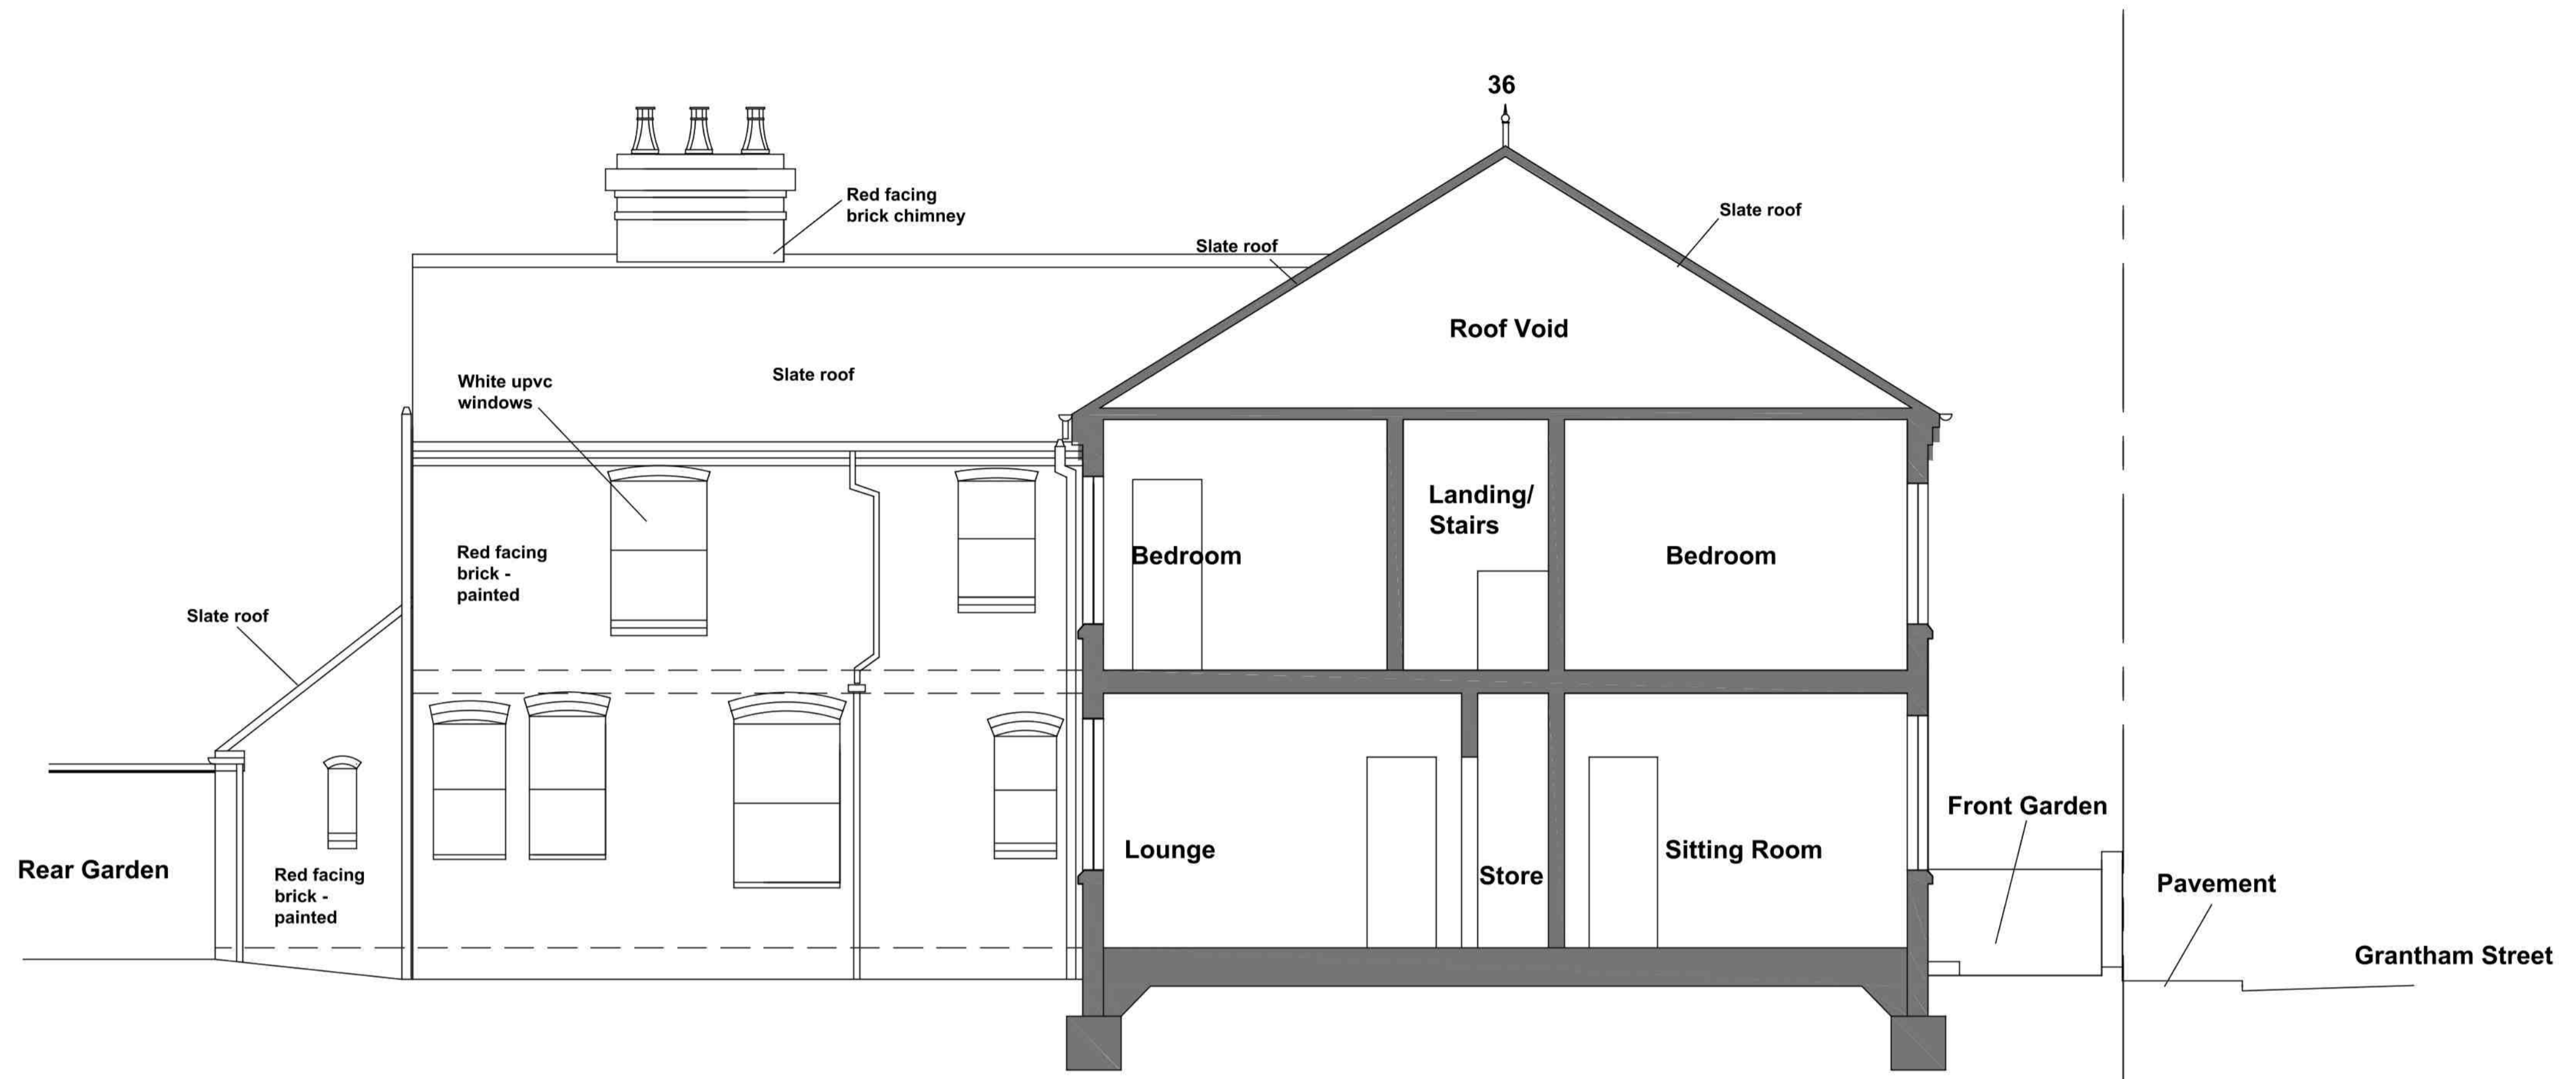 36
Red facing
brick chimney
Slate roof
Slate roof
Roof Void
Slate roof
White upvc
windows
Landing/
Stairs
Red facing
brick -
painted
Bedroom
Bedroom
Slate roof
Front Garden
Lounge
Sitting Room
Store
Rear Garden
Red facing
brick -
painted
Pavement
Grantham Street